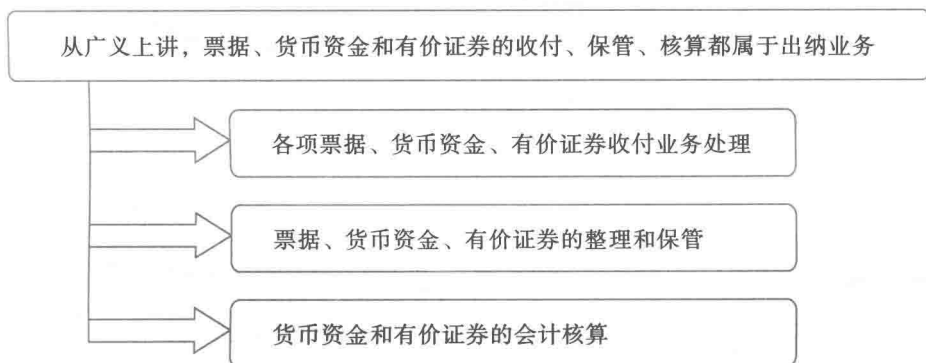 从广义上讲，票据、货币资金和有价证券的收付、保管、核算都属于出纳业务
各项票据、货币资金、有价证券收付业务处理
票据、货币资金、有价证券的整理和保管
货币资金和有价证券的会计核算